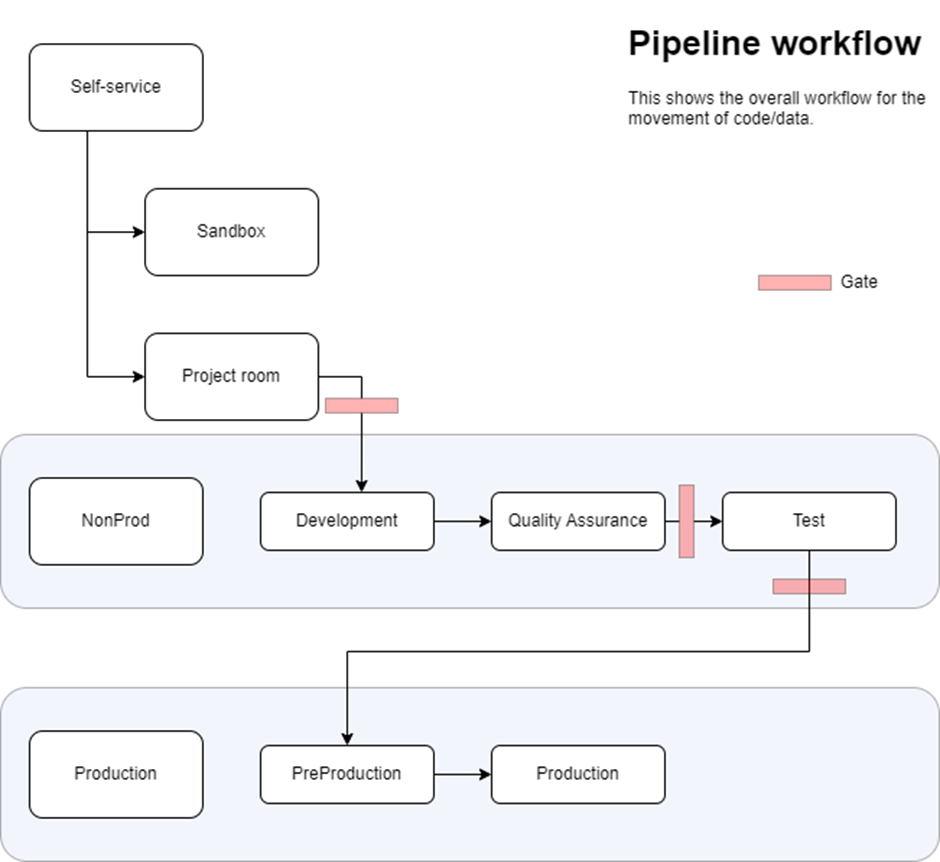 Pipeline workflow
This shows the overall workflow for the
movement of code/data.
Self-service
Sandbox
Gate
Project room
NonProd
Development
Quality Assurance
Test
Production
PreProduction
Production